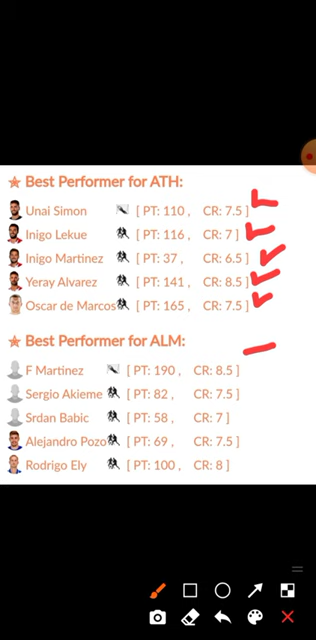 Best Performer for ATH:
Unai Simon [ PT: 110 , CR: 7.5 ]
Inigo Lekue [ PT: 116 , CR: 7 ]
Inigo Martinez [ PT: 37 , CR: 6.5 ]
Yeray Alvarez [ PT: 141 , CR: 8.5 ]
Oscar de Marcos [ PT: 165 , CR: 7.5 ]
Best Performer for ALM:
F Martinez [ PT: 190 , CR: 8.5 ]
Sergio Akieme [ PT: 82 , CR: 7.5 ]
Srdan Babic [ PT: 58 , CR: 7 ]
Alejandro Pozo [ PT: 69 , CR: 7.5 ]
Rodrigo Ely [ PT: 100 , CR: 8 ]